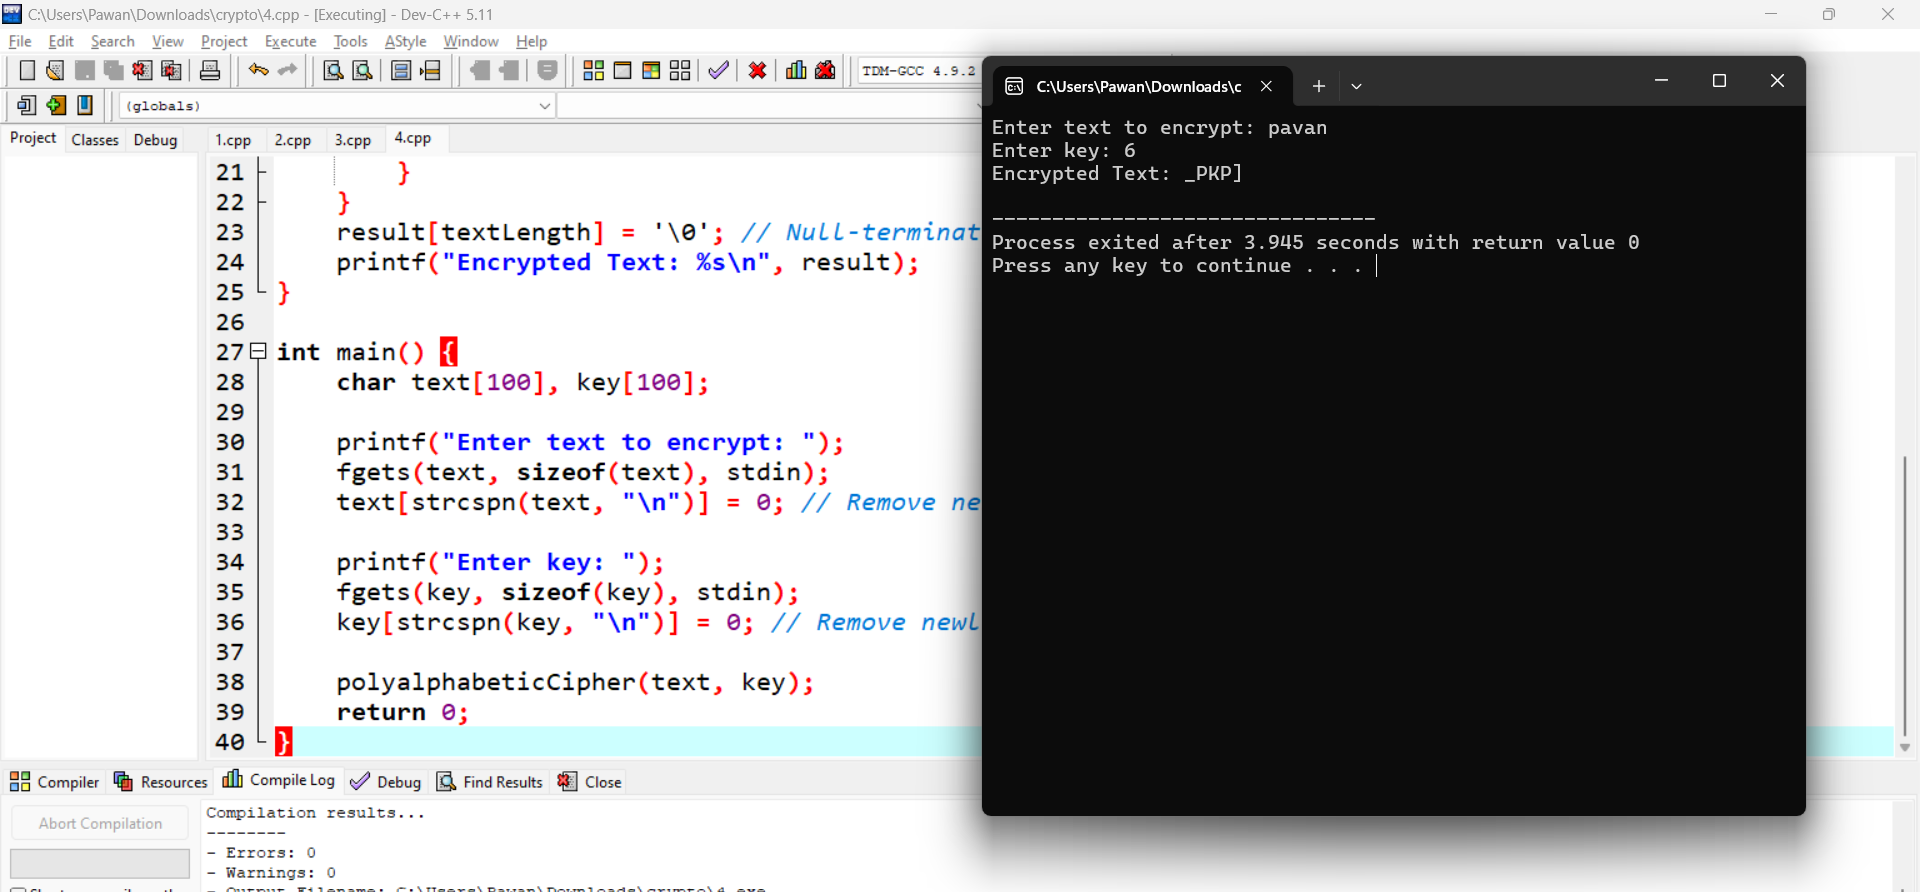 C:\Users\Pawan\Downloads\crypto\4.cpp - [Executing] - Dev-C++ 5.11
File Edit Search View Project Execute Tools AStyle Window Help
TDM-GCC 4.9.2
(globals)
Project Classes Debug
1.cpp 2.cpp 3.cpp 4.cpp
21 }
22 }
23 result[textLength] = '\0'; // Null-terminat
24 printf("Encrypted Text: %s\n", result);
25 }
26
27 int main() {
28 char text[100], key[100];
29
30 printf("Enter text to encrypt: ");
31 fgets(text, sizeof(text), stdin);
32 text[strcspn(text, "\n")] = 0; // Remove ne
33
34 printf("Enter key: ");
35 fgets(key, sizeof(key), stdin);
36 key[strcspn(key, "\n")] = 0; // Remove newl
37
38 polyalphabeticCipher(text, key);
39 return 0;
40 }
C:\Users\Pawan\Downloads\c
Enter text to encrypt: pavan
Enter key: 6
Encrypted Text: _PKP]
--------------------------------
Process exited after 3.945 seconds with return value 0
Press any key to continue . . .
Compiler Resources Compile Log Debug Find Results Close
Abort Compilation
Compilation results...
--------
- Errors: 0
- Warnings: 0
- Output Filename: C:\Users\Pawan\Downloads\crypto\4.exe